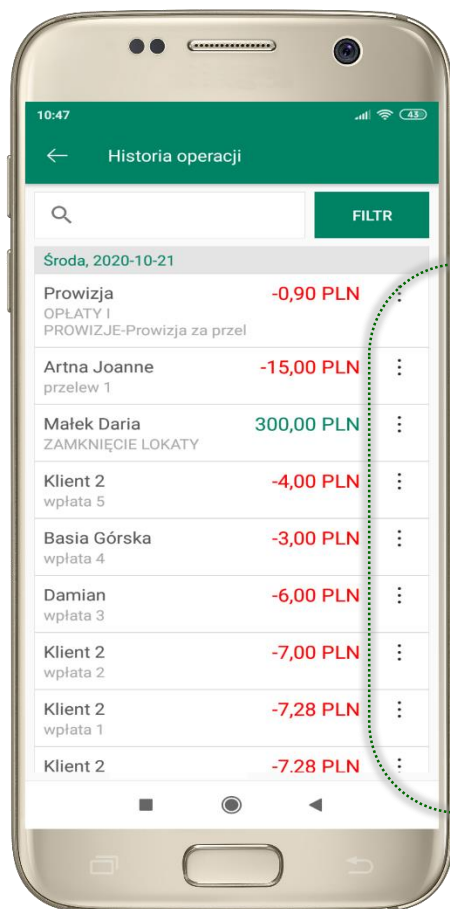 10:47
43
Historia operacji
FILTR
Środa, 2020-10-21
Prowizja -0,90 PLN
OPŁATY I
PROWIZJE-Prowizja za przel
Artna Joanne -15,00 PLN
przelew 1
Małek Daria 300,00 PLN
ZAMKNIĘCIE LOKATY
Klient 2 -4,00 PLN
wpłata 5
Basia Górska -3,00 PLN
wpłata 4
Damian -6,00 PLN
wpłata 3
Klient 2 -7,00 PLN
wpłata 2
Klient 2 -7,28 PLN
wpłata 1
Klient 2 -7,28 PLN